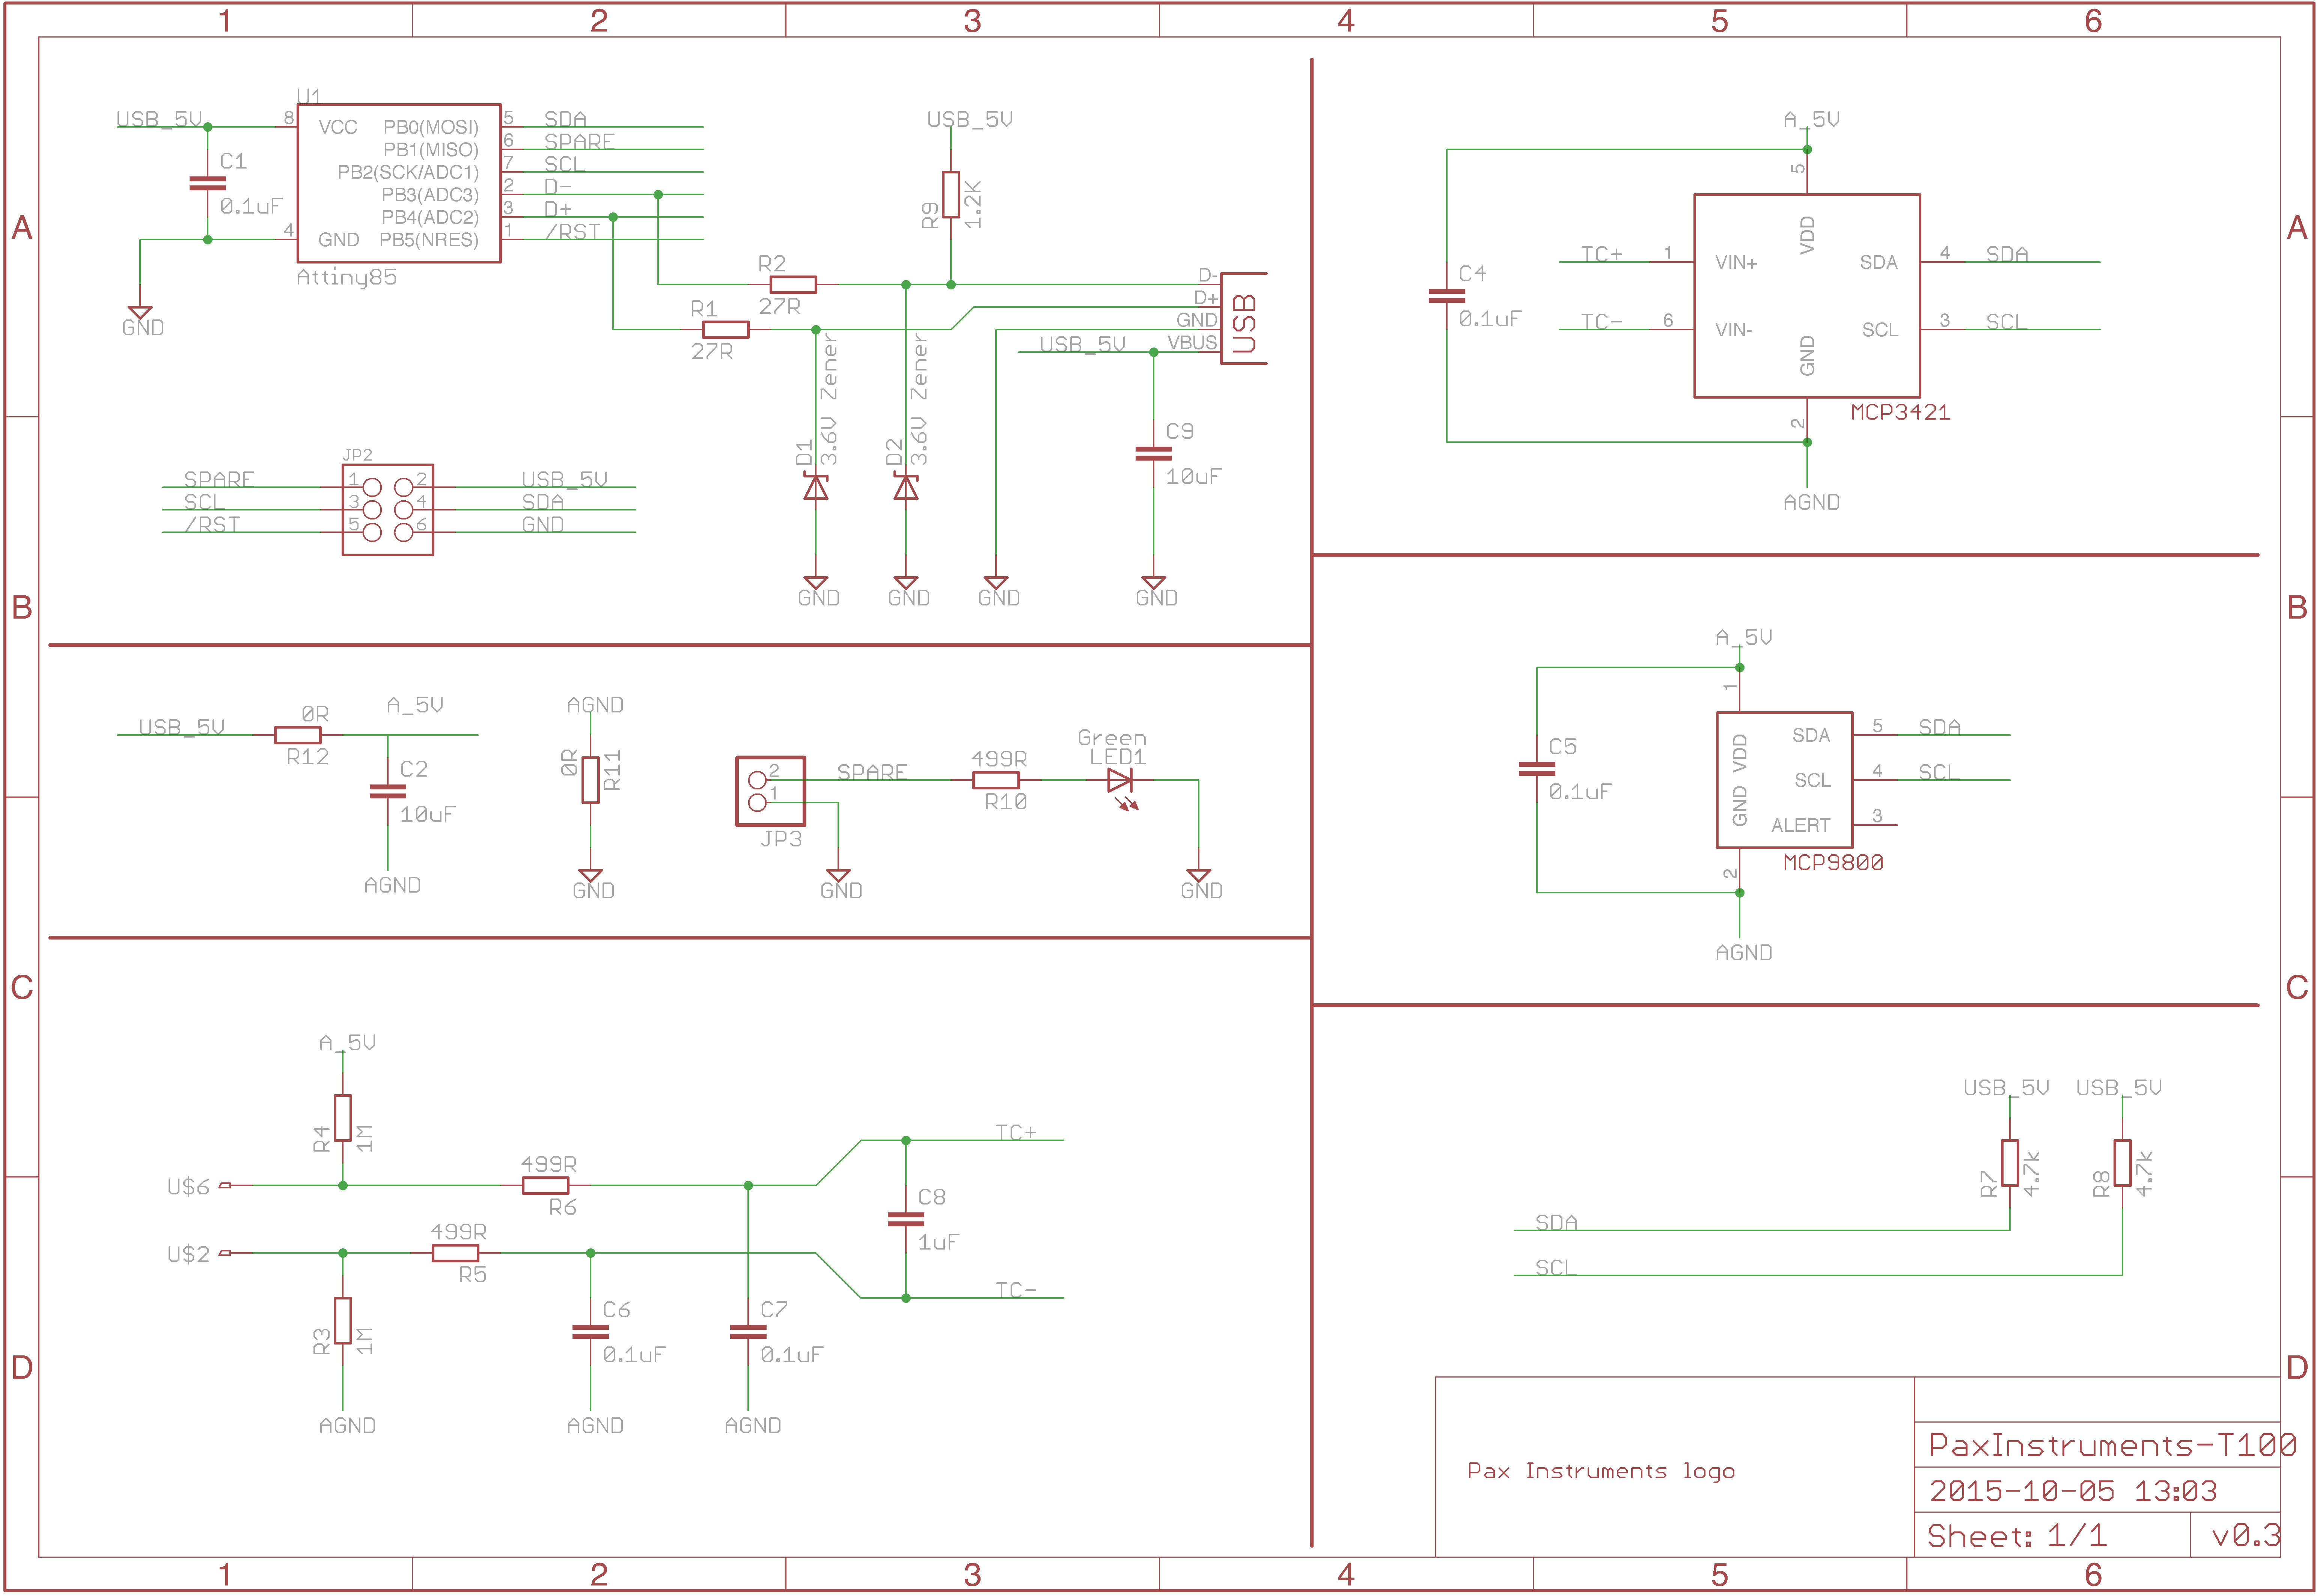 1 2 3 4 5 6
A
B
C
D
A
B
C
D
1 2 3 4 5 6
U1
USB_5V
8
VCC
4
GND
C1
0.1uF
GND
PB0(MOSI) 5 SDA
PB1(MISO) 6 SPARE
PB2(SCK/ADC1) 7 SCL
PB3(ADC3) 2 D-
PB4(ADC2) 3 D+
PB5(NRES) 1 /RST
Attiny85
USB_5V
R9
1.2K
R2
27R
R1
27R
D-
D+
GND
VBUS
USB
USB_5V
D1
3.6V Zener
D2
3.6V Zener
C9
10uF
GND
GND
GND
GND
JP2
SPARE 1 2 USB_5V
SCL 3 4 SDA
/RST 5 6 GND
USB_5V
0R
R12
A_5V
C2
10uF
AGND
AGND
0R
R11
GND
2
1
JP3
SPARE
499R
R10
Green
LED1
GND
GND
A_5V
R4
1M
U$6
499R
R6
U$2
499R
R5
R3
1M
AGND
C6
0.1uF
AGND
C7
0.1uF
AGND
TC+
C8
1uF
TC-
A_5V
5
C4
0.1uF
TC+ 1 VIN+
TC- 6 VIN-
VDD
GND
SDA 4 SDA
SCL 3 SCL
MCP3421
2
AGND
A_5V
1
C5
0.1uF
GND VDD
SDA 5 SDA
SCL 4 SCL
ALERT 3
MCP9800
2
AGND
USB_5V USB_5V
R7
4.7k
R8
4.7k
SDA
SCL
Pax Instruments logo
PaxInstruments-T100
2015-10-05 13:03
Sheet: 1/1 v0.3